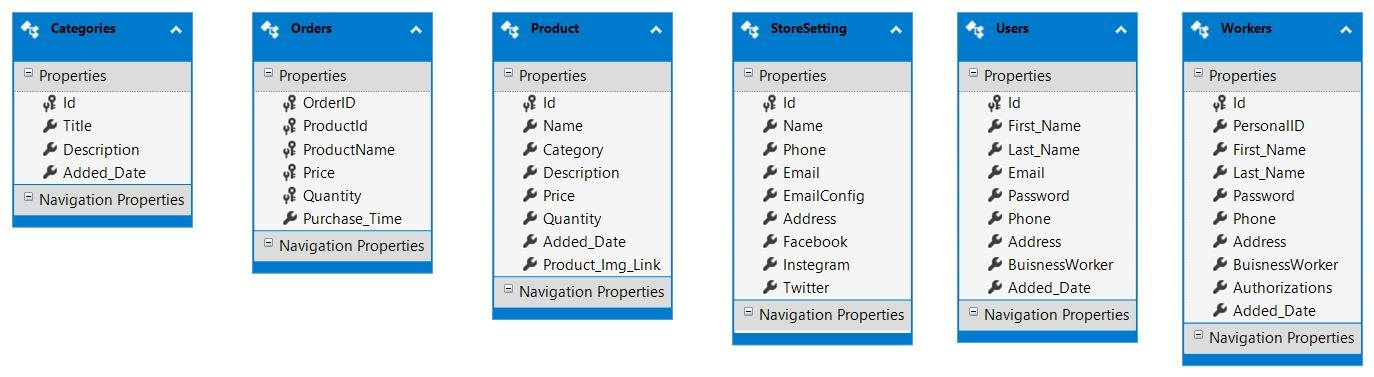 Categories
Properties
Id
Title
Description
Added_Date
Navigation Properties
Orders
Properties
OrderID
ProductId
ProductName
Price
Quantity
Purchase_Time
Navigation Properties
Product
Properties
Id
Name
Category
Description
Price
Quantity
Added_Date
Product_Img_Link
Navigation Properties
StoreSetting
Properties
Id
Name
Phone
Email
EmailConfig
Address
Facebook
Instegram
Twitter
Navigation Properties
Users
Properties
Id
First_Name
Last_Name
Email
Password
Phone
Address
BuisnessWorker
Added_Date
Navigation Properties
Workers
Properties
Id
PersonalID
First_Name
Last_Name
Password
Phone
Address
BuisnessWorker
Authorizations
Added_Date
Navigation Properties